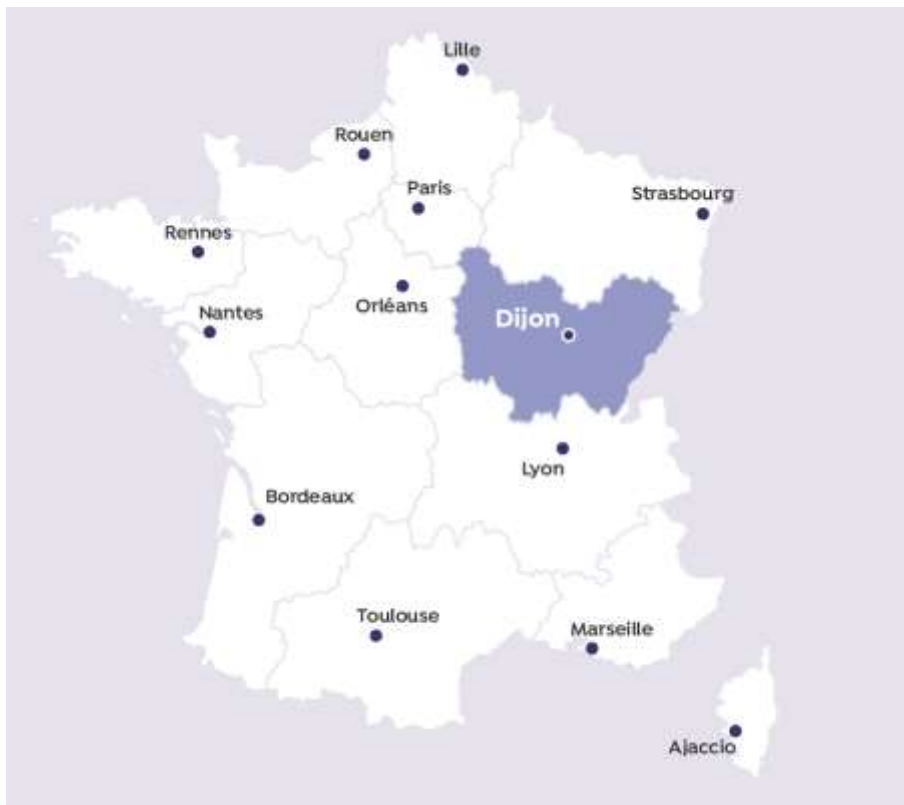 Lille
Rouen
Paris
Strasbourg
Rennes
Orléans
Nantes
Dijon
Lyon
Bordeaux
Toulouse
Marseille
Ajaccio